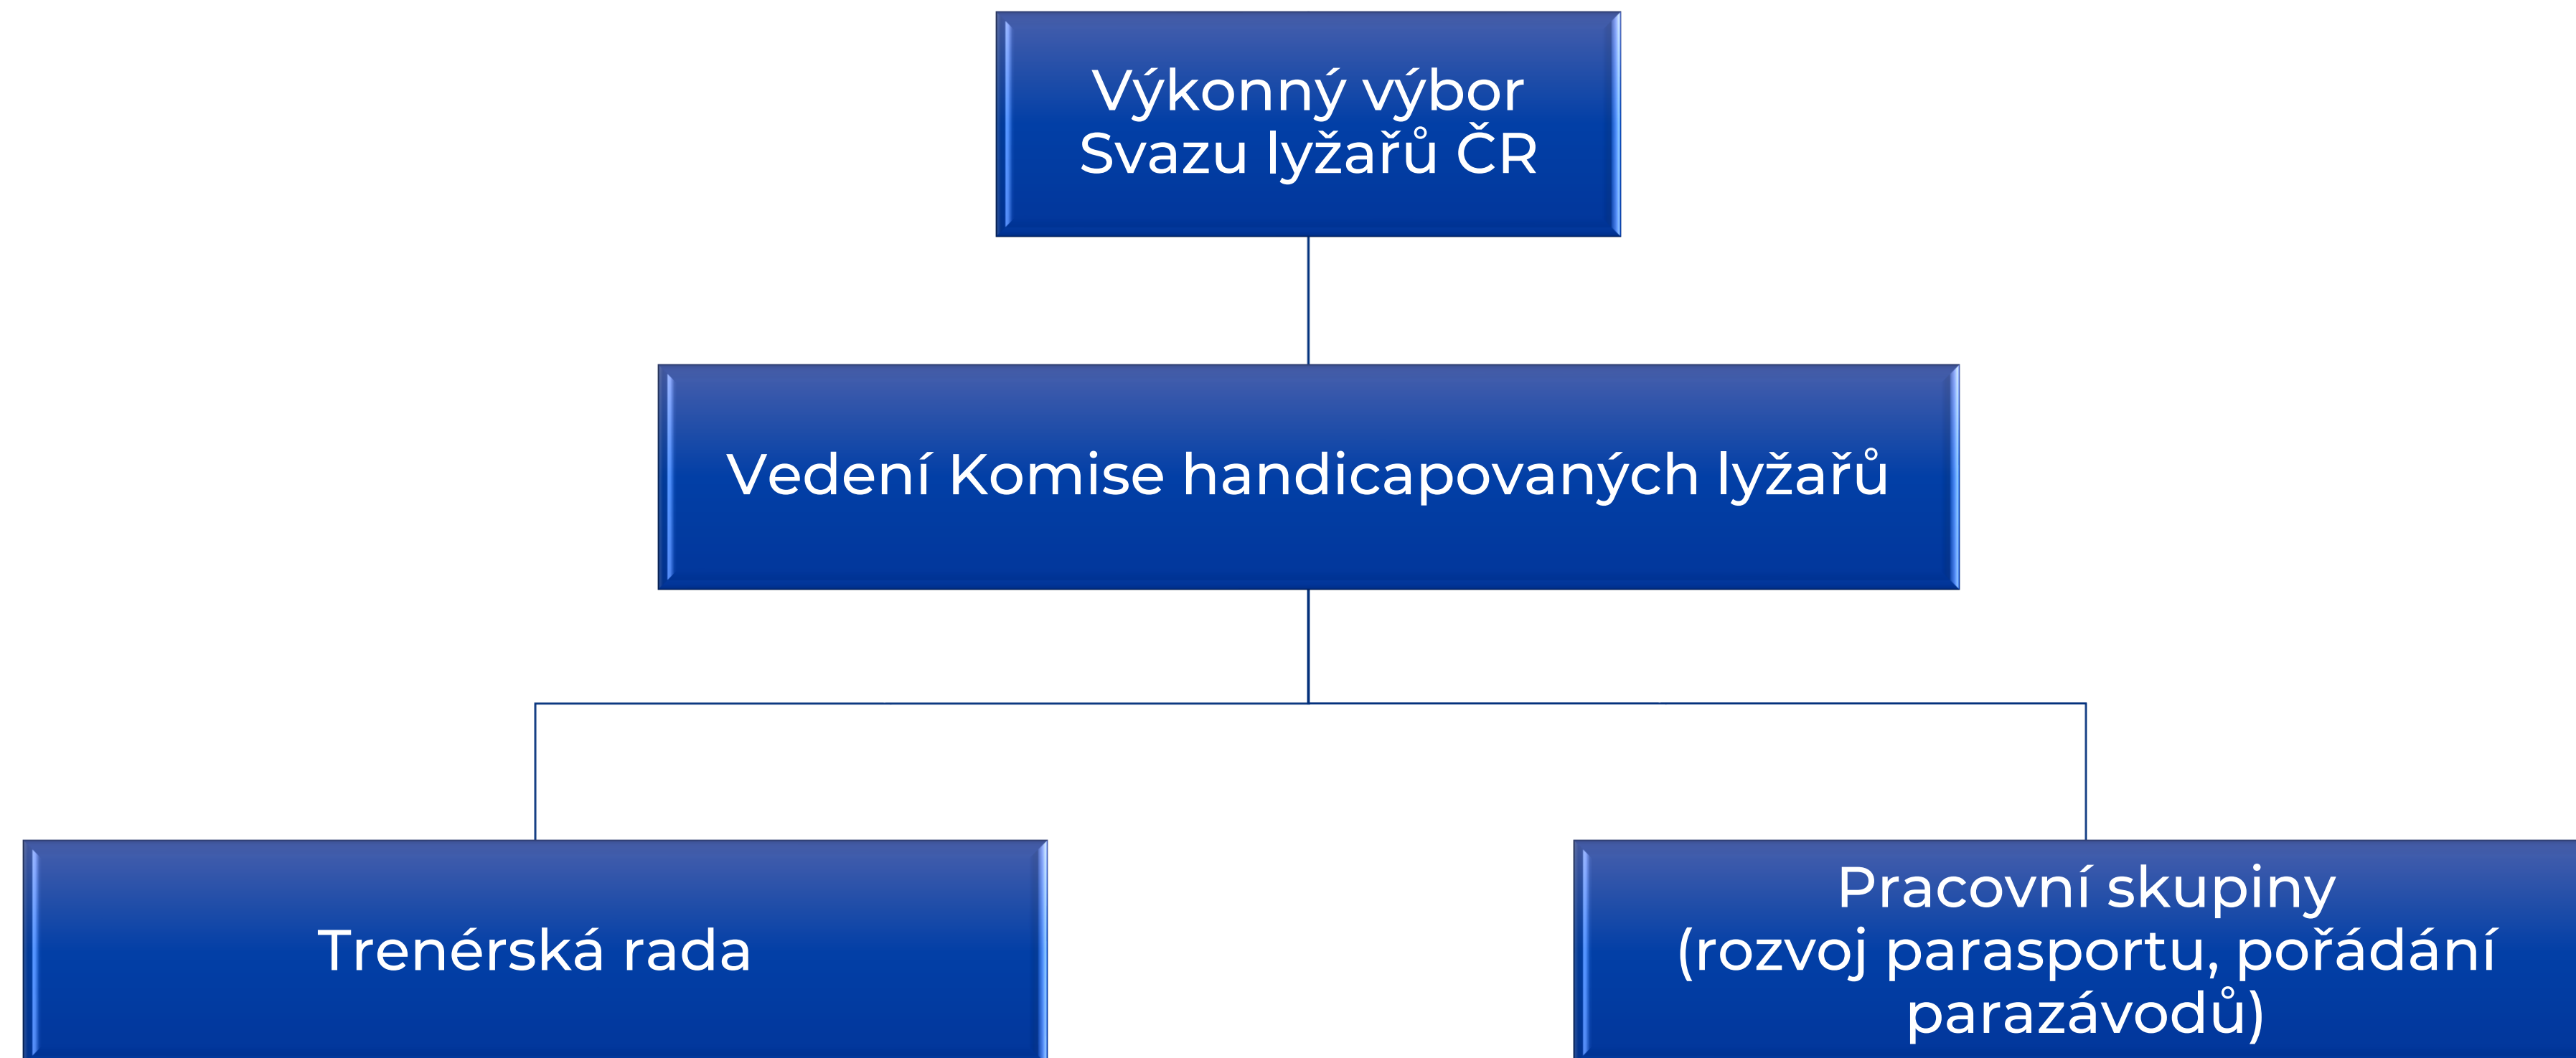 Výkonný výbor
Svazu lyžařů ČR
Vedení Komise handicapovaných lyžařů
Trenérská rada
Pracovní skupiny
(rozvoj parasportu, pořádání
parazávodů)